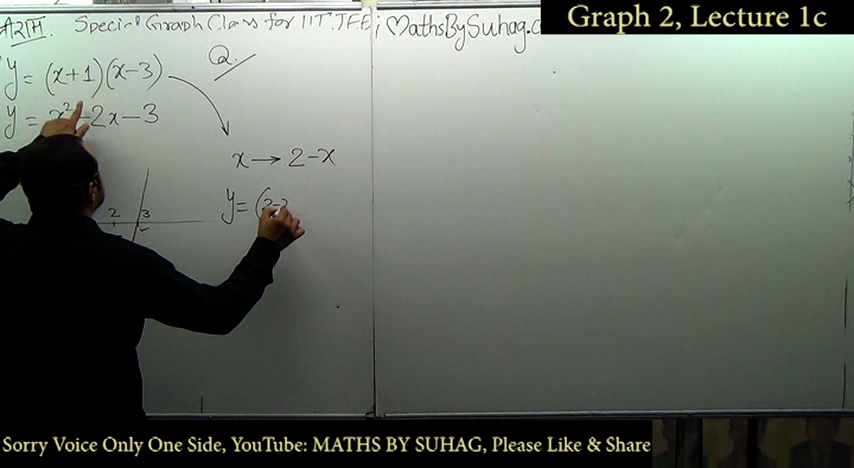 Graph 2, Lecture 1c
Special Graph Class for IIT JEE; MathsBySuhag.c
Q.
y = (x+1)(x-3)
y = x² - 2x - 3
x → 2-x
y = (2-
2 3
Sorry Voice Only One Side, YouTube: MATHS BY SUHAG, Please Like & Share